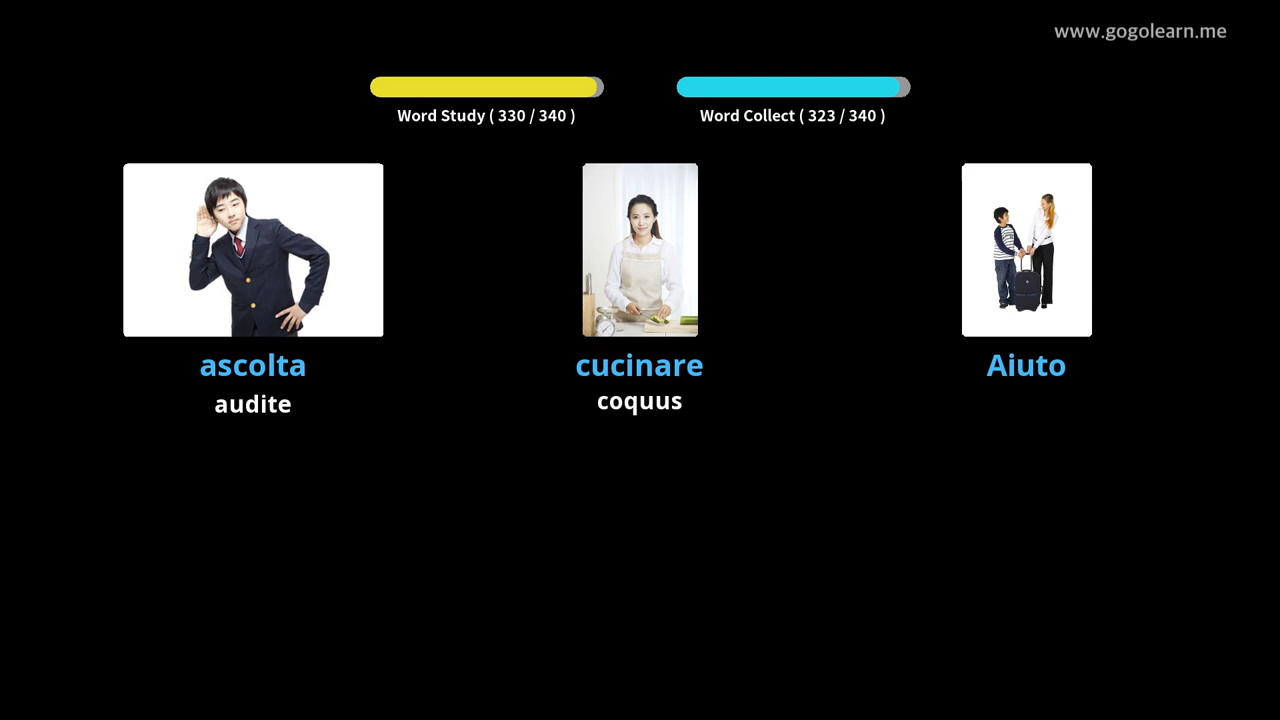 www.gogolearn.me
Word Study ( 330 / 340 )
Word Collect ( 323 / 340 )
ascolta
cucinare
Aiuto
audite
coquus